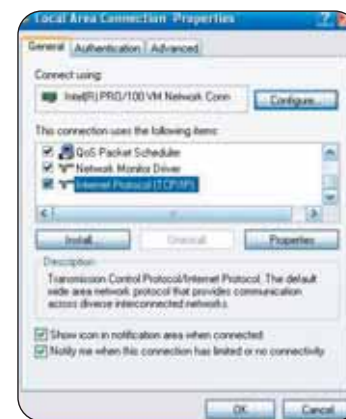 Local Area Connection Properties
General Authentication Advanced
Connect using:
Intel(R) PRO/100 VM Network Conn Configure...
This connection uses the following items:
QoS Packet Scheduler
Network Monitor Driver
Internet Protocol (TCP/IP)
Install... Uninstall Properties
Description
Transmission Control Protocol/Internet Protocol. The default
wide area network protocol that provides communication
across diverse interconnected networks.
Show icon in notification area when connected
Notify me when this connection has limited or no connectivity
OK Cancel